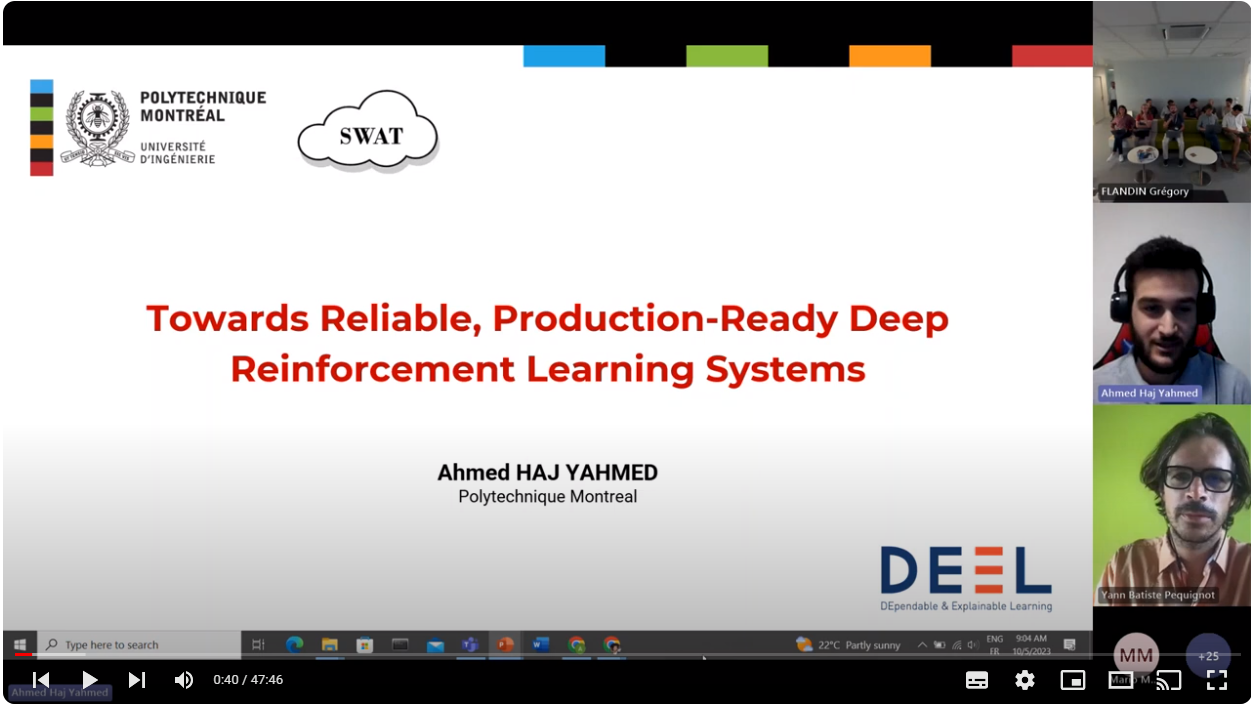 POLYTECHNIQUE
MONTRÉAL
UNIVERSITÉ
D'INGÉNIERIE
SWAT
Towards Reliable, Production-Ready Deep
Reinforcement Learning Systems
Ahmed HAJ YAHMED
Polytechnique Montreal
DEEL
DEpendable & Explainable Learning
FLANDIN Grégory
Ahmed Haj Yahmed
Yann Batiste Pequignot
MM
+25
Mario M.
Type here to search
22°C Partly sunny
ENG
FR
9:04 AM
10/5/2023
0:40 / 47:46
Ahmed Haj Yahmed